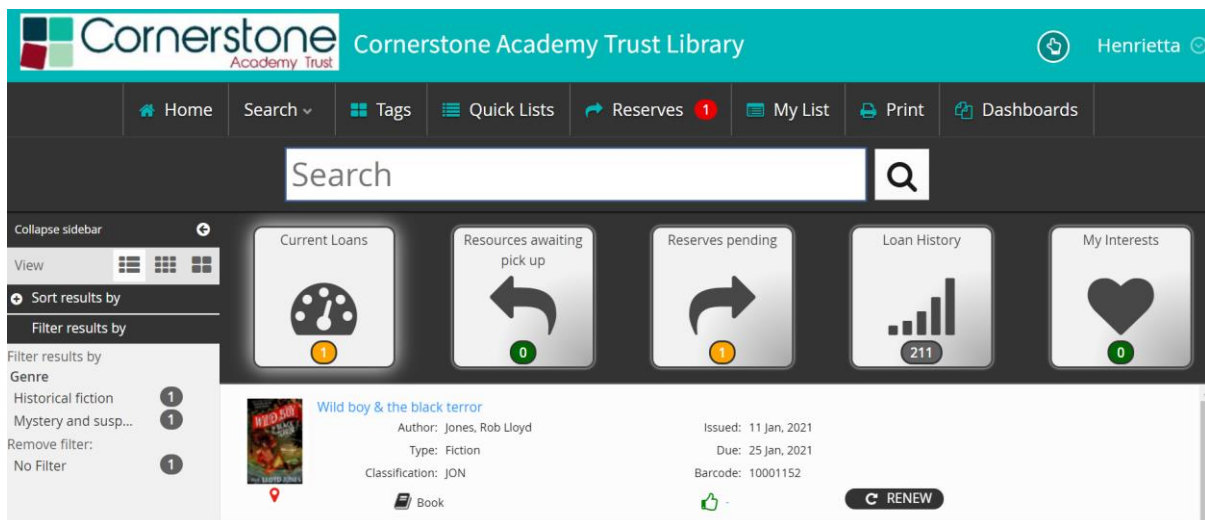 Cornerstone
Academy Trust
Cornerstone Academy Trust Library
Henrietta
Home Search Tags Quick Lists Reserves 1 My List Print Dashboards
Search
Collapse sidebar
View
Sort results by
Filter results by
Filter results by
Genre
Historical fiction 1
Mystery and susp... 1
Remove filter:
No Filter 1
Current Loans
1
Resources awaiting
pick up
0
Reserves pending
1
Loan History
211
My Interests
0
WILD BOY
Wild boy & the black terror
Author: Jones, Rob Lloyd
Issued: 11 Jan, 2021
Type: Fiction
Due: 25 Jan, 2021
Classification: JON
Barcode: 10001152
Book
-
RENEW